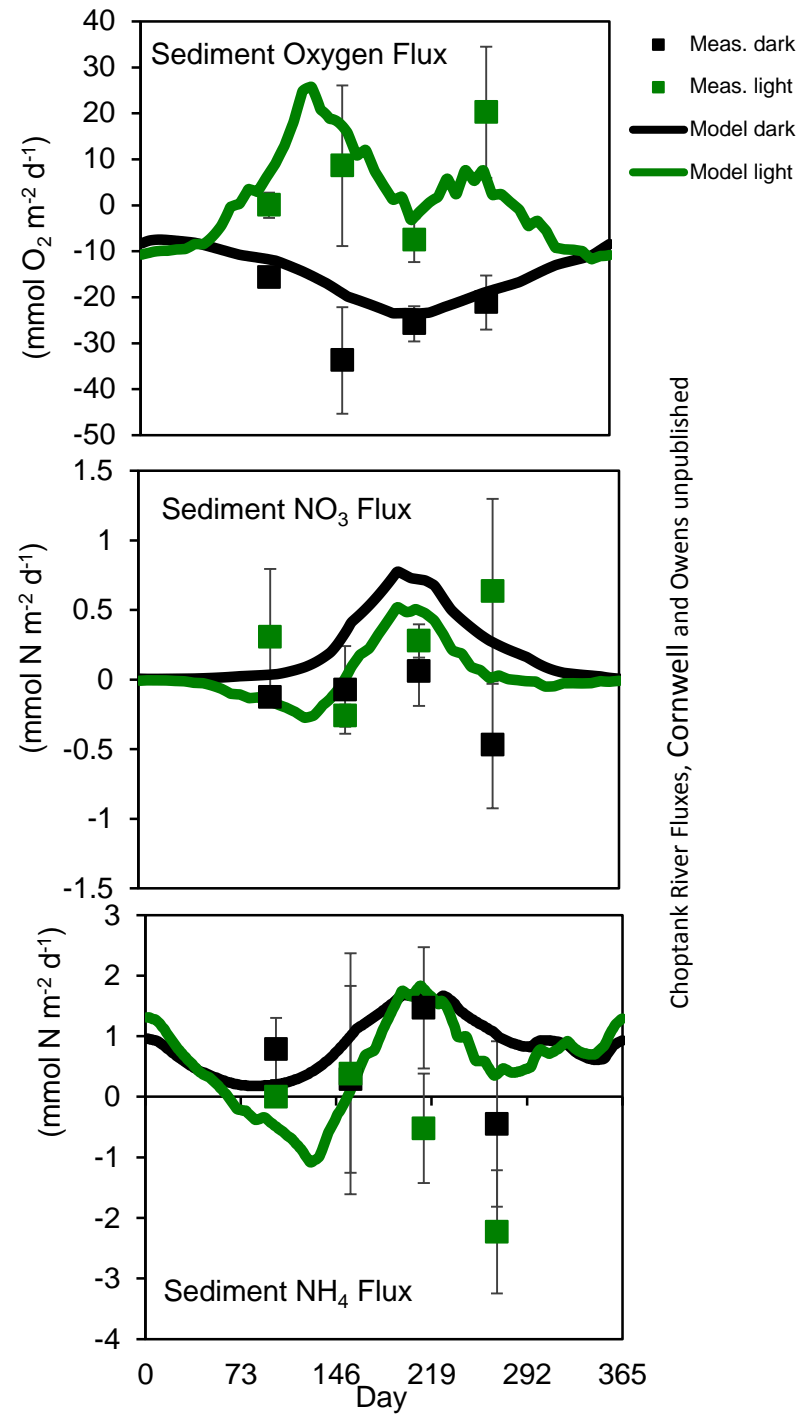 Sediment Oxygen Flux
(mmol O2 m-2 d-1)
40
30
20
10
0
-10
-20
-30
-40
-50
Meas. dark
Meas. light
Model dark
Model light
Sediment NO3 Flux
(mmol N m-2 d-1)
1.5
1
0.5
0
-0.5
-1
-1.5
Choptank River Fluxes, Cornwell and Owens unpublished
(mmol N m-2 d-1)
3
2
1
0
-1
-2
-3
-4
Sediment NH4 Flux
0 73 146 219 292 365
Day